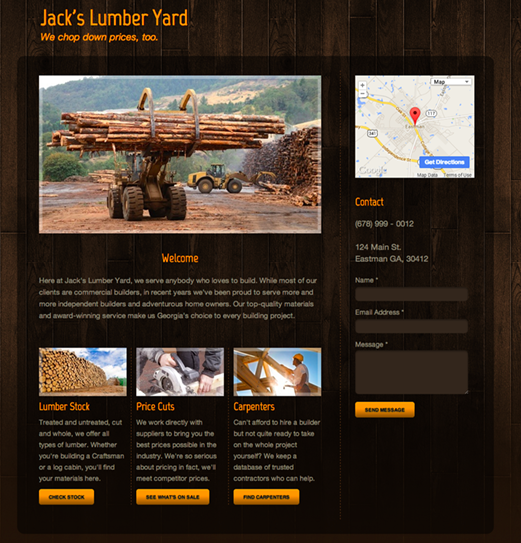 Jack's Lumber Yard
We chop down prices, too.
Map
117
341
Eastman
Get Directions
Google
Map Data
Terms of Use
Welcome
Here at Jack's Lumber Yard, we serve anybody who loves to build. While most of our
clients are commercial builders, in recent years we've been proud to serve more and
more independent builders and adventurous home owners. Our top-quality materials
and award-winning service make us Georgia's choice to every building project.
Lumber Stock
Treated and untreated, cut
and whole, we offer all
types of lumber. Whether
you're building a Craftsman
or a log cabin, you'll find
your materials here.
CHECK STOCK
Price Cuts
We work directly with
suppliers to bring you the
best prices possible in the
industry. We're so serious
about pricing in fact, we'll
meet competitor prices.
SEE WHAT'S ON SALE
Carpenters
Can't afford to hire a builder
but not quite ready to take
on the whole project
yourself? We keep a
database of trusted
contractors who can help.
FIND CARPENTERS
Contact
(678) 999 - 0012
124 Main St.
Eastman GA, 30412
Name *
Email Address *
Message *
SEND MESSAGE